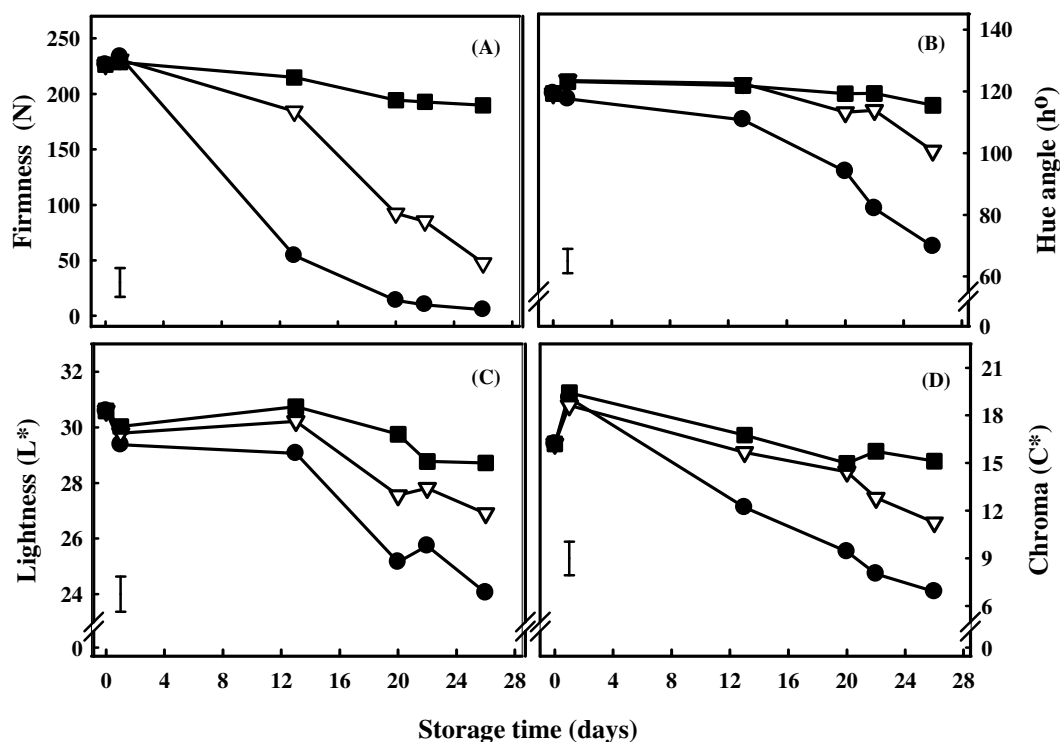 250
200
150
100
50
0
Firmness (N)
(A)
140
120
100
80
60
0
Hue angle (hº)
(B)
32
30
28
26
24
0
Lightness (L*)
(C)
0 4 8 12 16 20 24 28
21
18
15
12
9
6
0
Chroma (C*)
(D)
0 4 8 12 16 20 24 28
Storage time (days)